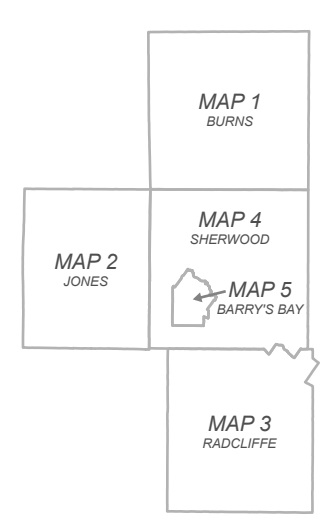 MAP 1
BURNS
MAP 4
SHERWOOD
MAP 2
JONES
MAP 5
BARRY'S BAY
MAP 3
RADCLIFFE